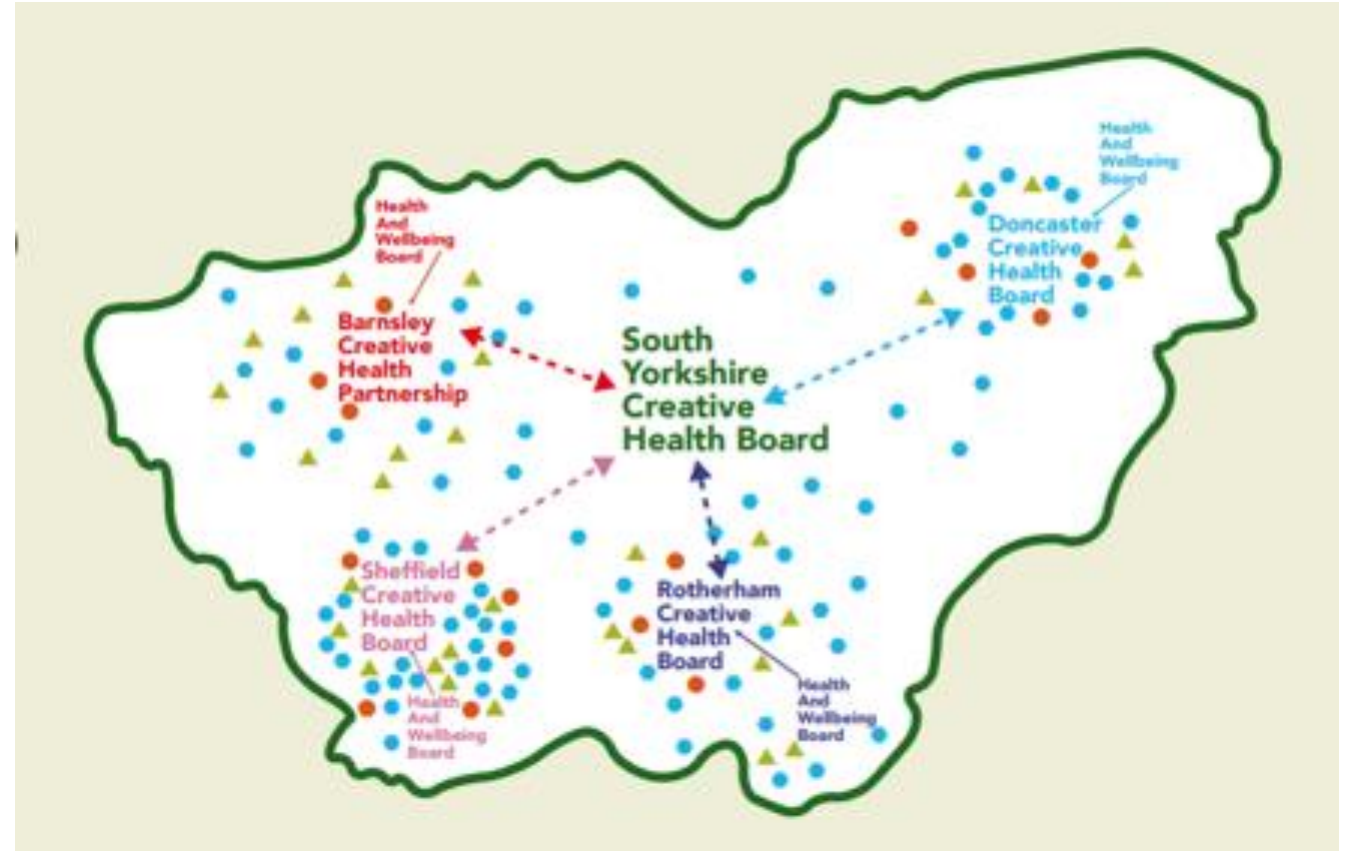 Health
And
Wellbeing
Board
Barnsley
Creative
Health
Partnership
South
Yorkshire
Creative
Health Board
Health
And
Wellbeing
Board
Doncaster
Creative
Health
Board
Sheffield
Creative
Health
Board
Health
And
Wellbeing
Board
Rotherham
Creative
Health
Board
Health
And
Wellbeing
Board